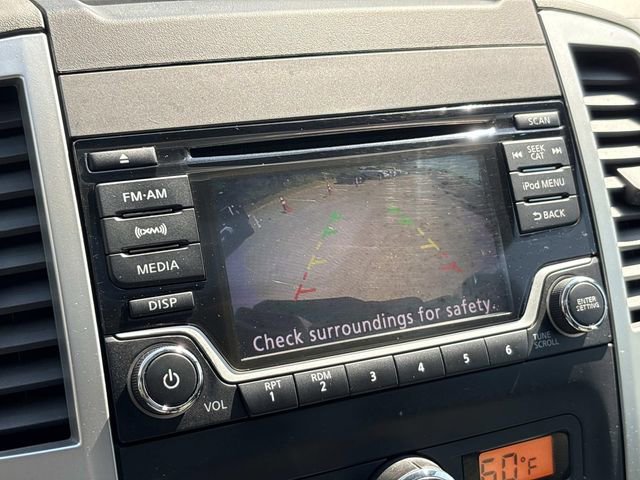 SCAN
FM·AM
SEEK
CAT
((XM))
iPod MENU
MEDIA
BACK
DISP
Check surroundings for safety.
ENTER
SETTING
TUNE
SCROLL
VOL
RPT
1
RDM
2
3
4
5
6
60°F